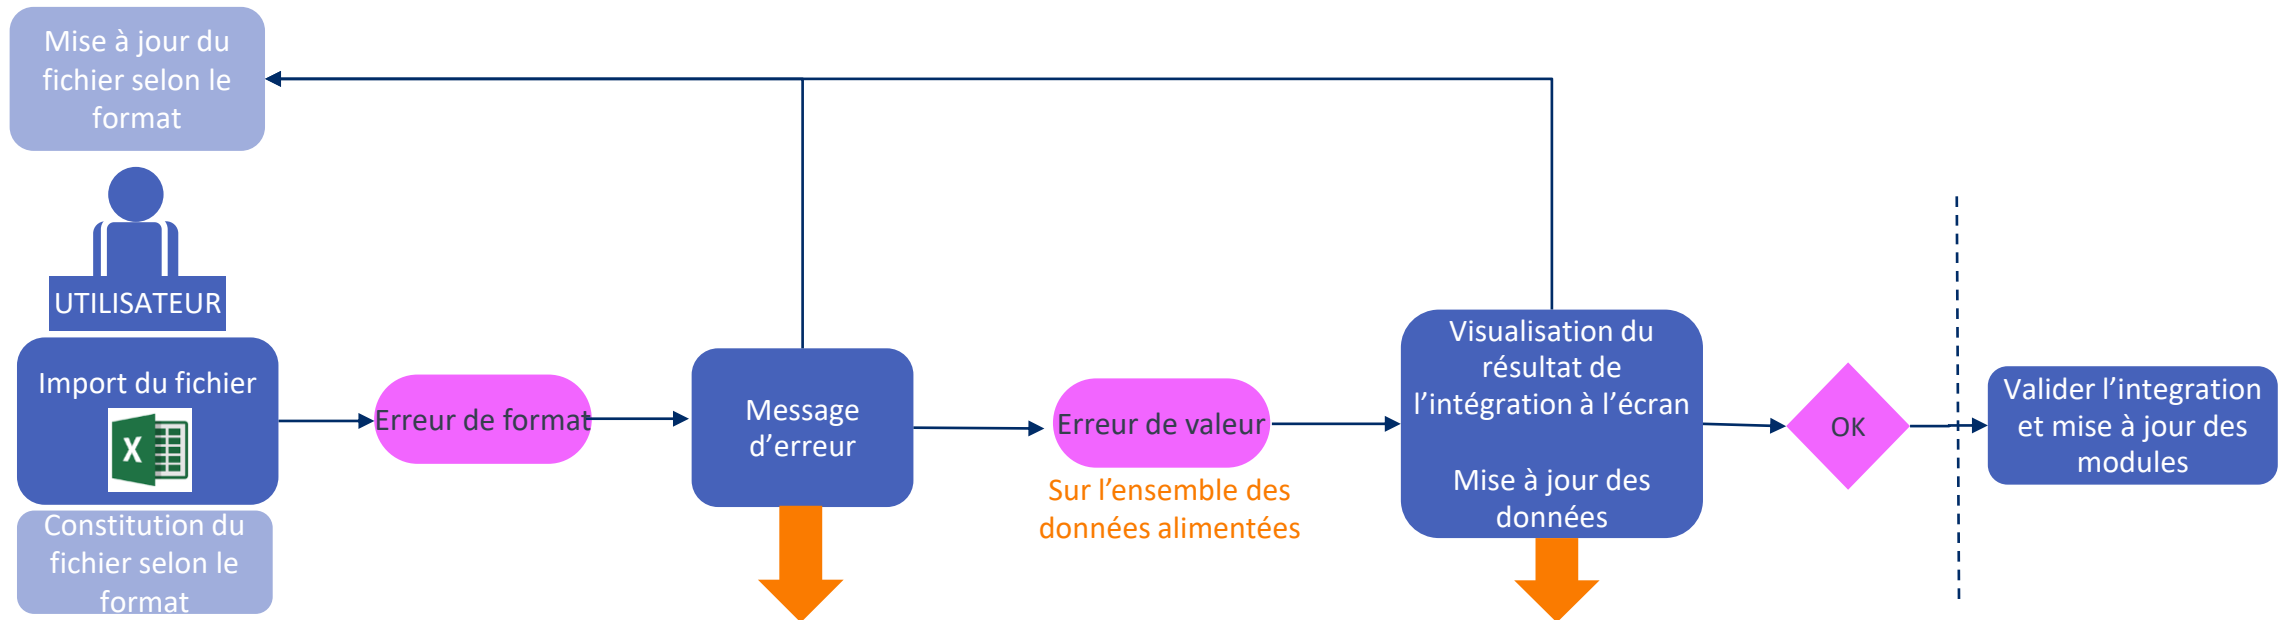 Mise à jour du
fichier selon le
format
UTILISATEUR
Import du fichier
X
Constitution du
fichier selon le
format
Erreur de format
Message
d’erreur
Erreur de valeur
Sur l’ensemble des
données alimentées
Visualisation du
résultat de
l’intégration à l’écran
Mise à jour des
données
OK
Valider l’integration
et mise à jour des
modules